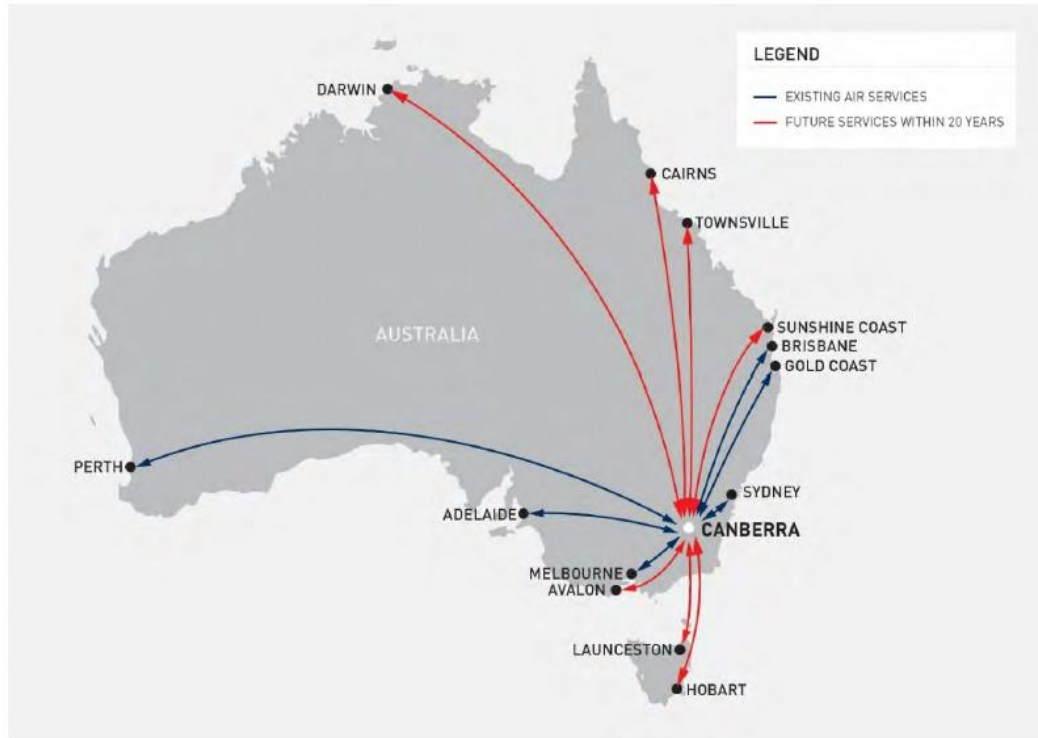 LEGEND
EXISTING AIR SERVICES
FUTURE SERVICES WITHIN 20 YEARS
DARWIN
CAIRNS
TOWNSVILLE
AUSTRALIA
SUNSHINE COAST
BRISBANE
GOLD COAST
PERTH
SYDNEY
ADELAIDE
CANBERRA
MELBOURNE
AVALON
LAUNCESTON
HOBART